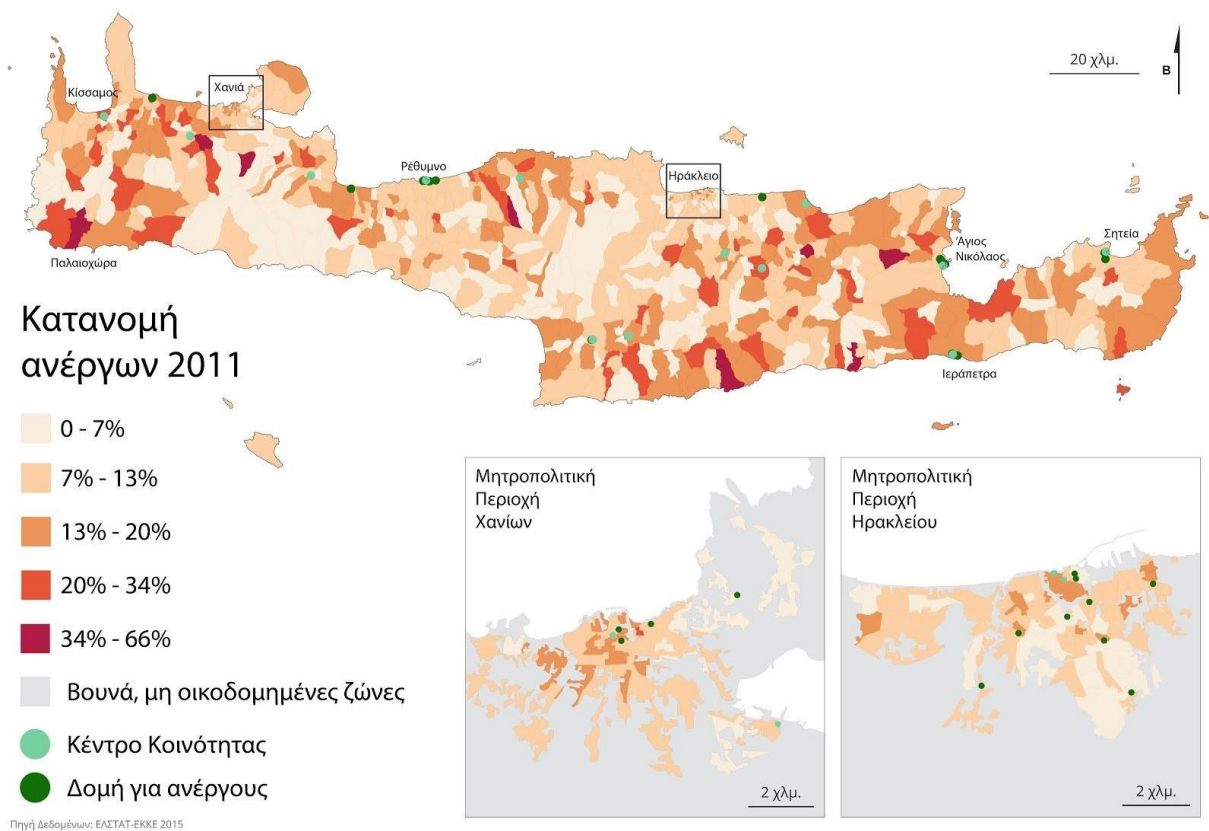 Κίσσαμος
Χανιά
Ρέθυμνο
Ηράκλειο
20 χλμ.
Β
Παλαιοχώρα
Άγιος
Νικόλαος
Σητεία
Ιεράπετρα
Κατανομή
ανέργων 2011
0 - 7%
7% - 13%
13% - 20%
20% - 34%
34% - 66%
Βουνά, μη οικοδομημένες ζώνες
Κέντρο Κοινότητας
Δομή για ανέργους
Πηγή Δεδομένων: ΕΛΣΤΑΤ-ΕΚΚΕ 2015
Μητροπολιτική
Περιοχή
Χανίων
2 χλμ.
Μητροπολιτική
Περιοχή
Ηρακλείου
2 χλμ.